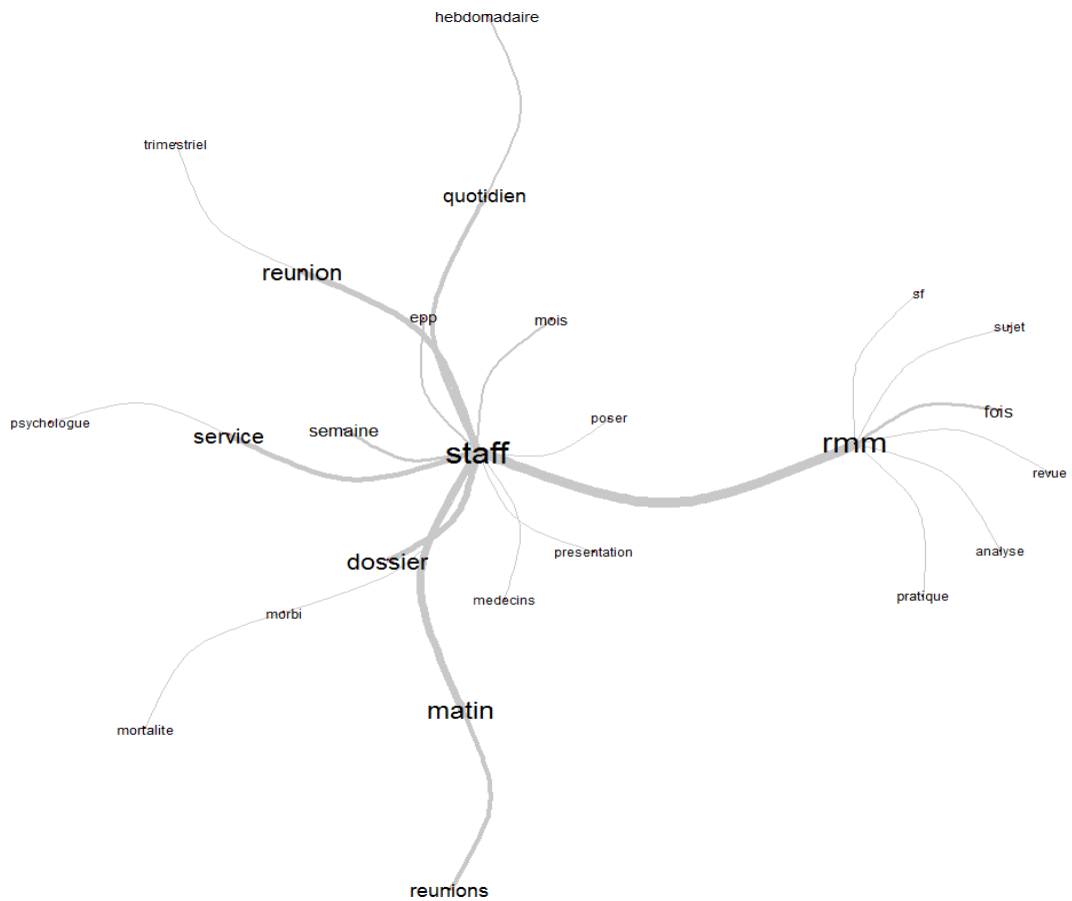 hebdomadaire
trimestriel
quotidien
reunion
sf
epp
mois
sujet
fois
poser
psychologue
service
semaine
staff
rmm
revue
presentation
analyse
dossier
pratique
medecins
morbi
matin
mortalite
reunions